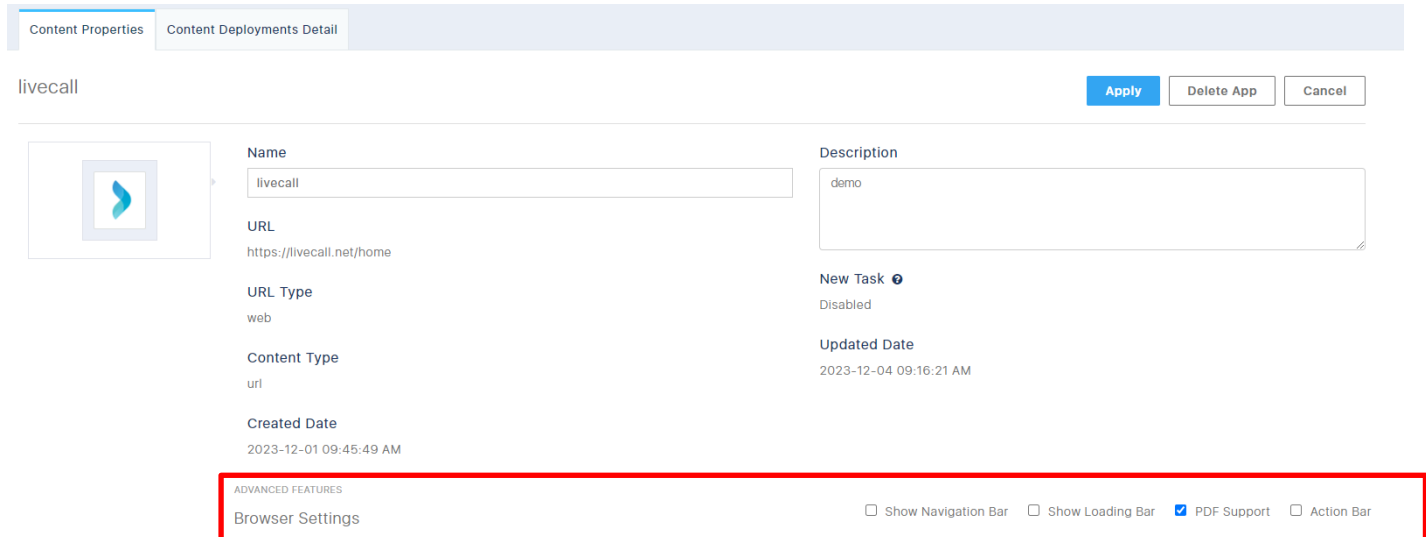 Content Properties
Content Deployments Detail
livecall
Apply
Delete App
Cancel
Name
livecall
URL
https://livecall.net/home
URL Type
web
Content Type
url
Created Date
2023-12-01 09:45:49 AM
Description
demo
New Task
Disabled
Updated Date
2023-12-04 09:16:21 AM
ADVANCED FEATURES
Browser Settings
Show Navigation Bar
Show Loading Bar
PDF Support
Action Bar